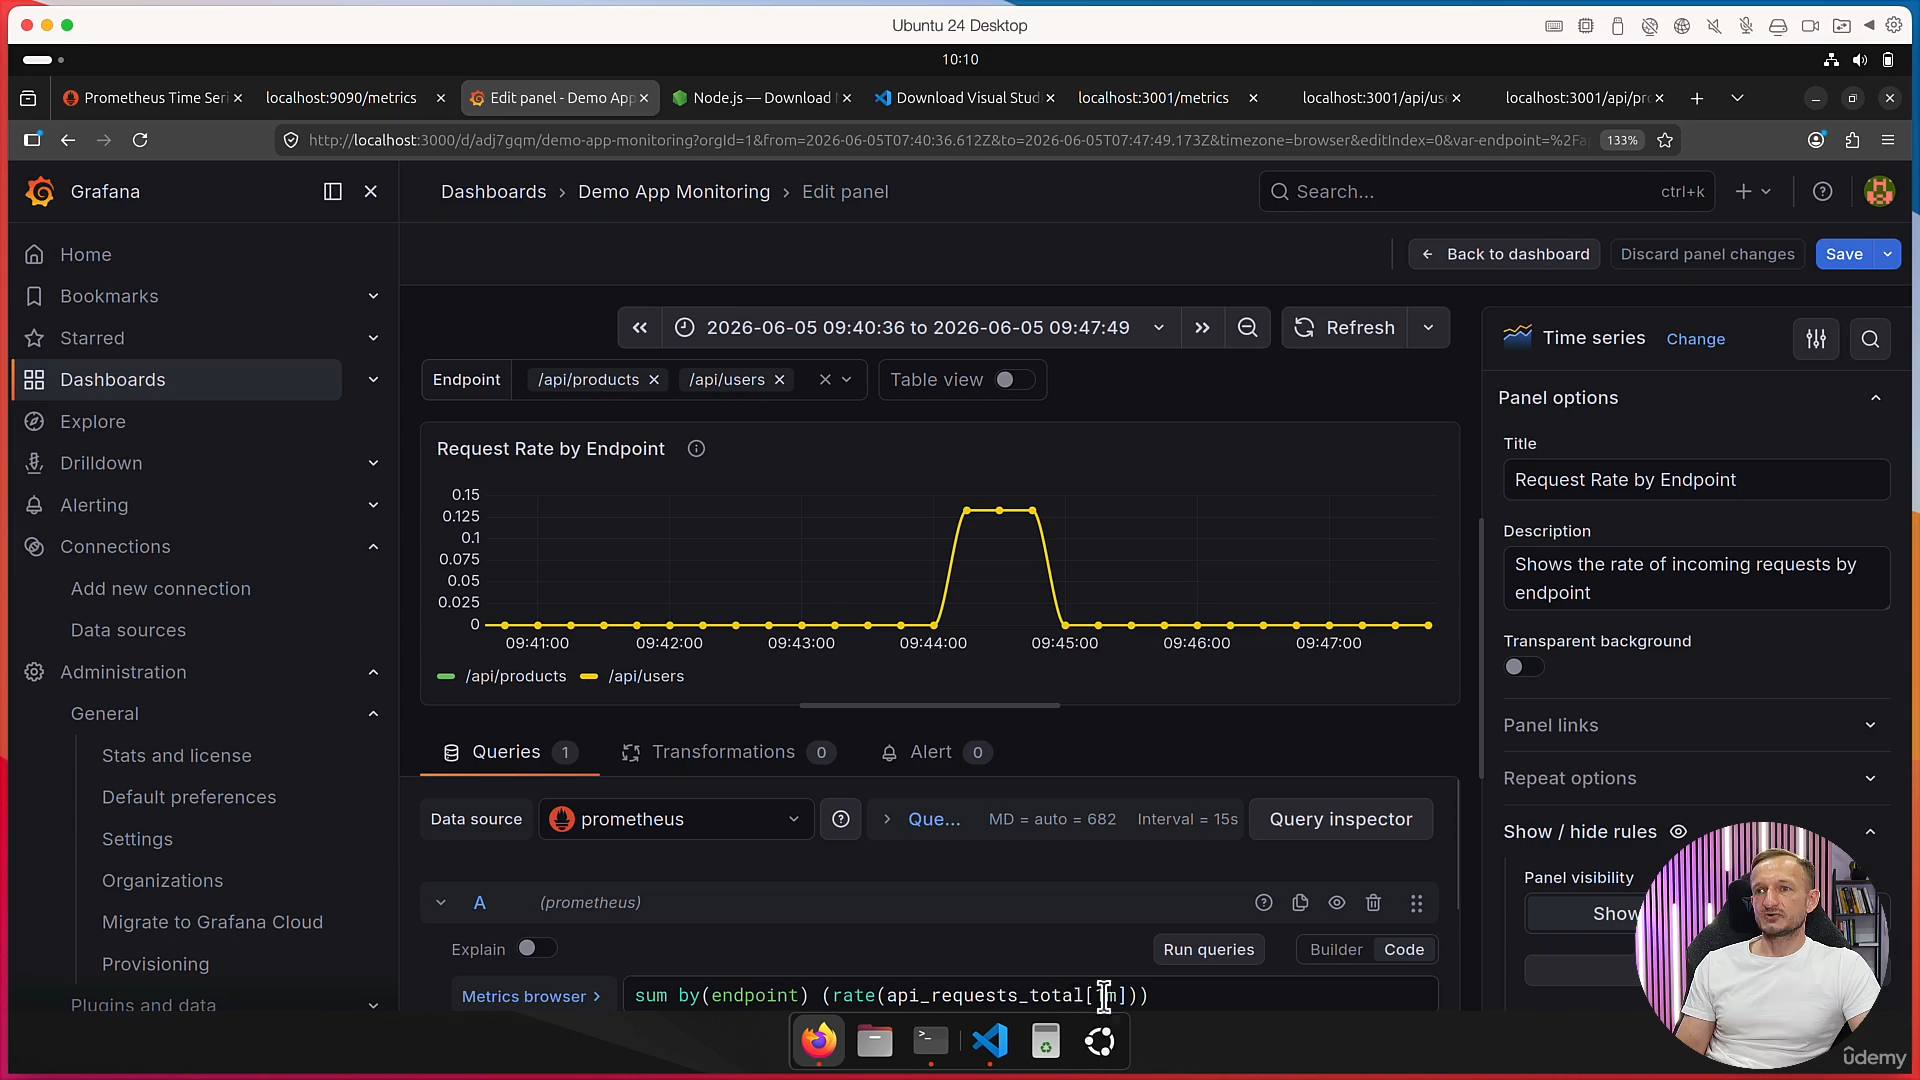 Ubuntu 24 Desktop
10:10
Prometheus Time Seri
localhost:9090/metrics
Edit panel - Demo App
Node.js — Download
Download Visual Studi
localhost:3001/metrics
localhost:3001/api/use
localhost:3001/api/pro
http://localhost:3000/d/adj7gqm/demo-app-monitoring?orgId=1&from=2026-06-05T07:40:36.612Z&to=2026-06-05T07:47:49.173Z&timezone=browser&editIndex=0&var-endpoint=%2Fap
133%
Grafana
Dashboards › Demo App Monitoring › Edit panel
Search...
ctrl+k
Home
Bookmarks
Starred
Dashboards
Explore
Drilldown
Alerting
Connections
Add new connection
Data sources
Administration
General
Stats and license
Default preferences
Settings
Organizations
Migrate to Grafana Cloud
Provisioning
Plugins and data
Back to dashboard
Discard panel changes
Save
2026-06-05 09:40:36 to 2026-06-05 09:47:49
Refresh
Endpoint
/api/products
/api/users
Table view
Request Rate by Endpoint
0.15
0.125
0.1
0.075
0.05
0.025
0
09:41:00
09:42:00
09:43:00
09:44:00
09:45:00
09:46:00
09:47:00
/api/products
/api/users
Queries 1
Transformations 0
Alert 0
Data source
prometheus
Que...
MD = auto = 682
Interval = 15s
Query inspector
A
(prometheus)
Explain
Run queries
Builder
Code
Metrics browser >
sum by(endpoint) (rate(api_requests_total[m]))
Time series
Change
Panel options
Title
Request Rate by Endpoint
Description
Shows the rate of incoming requests by
endpoint
Transparent background
Panel links
Repeat options
Show / hide rules
Panel visibility
Show
udemy